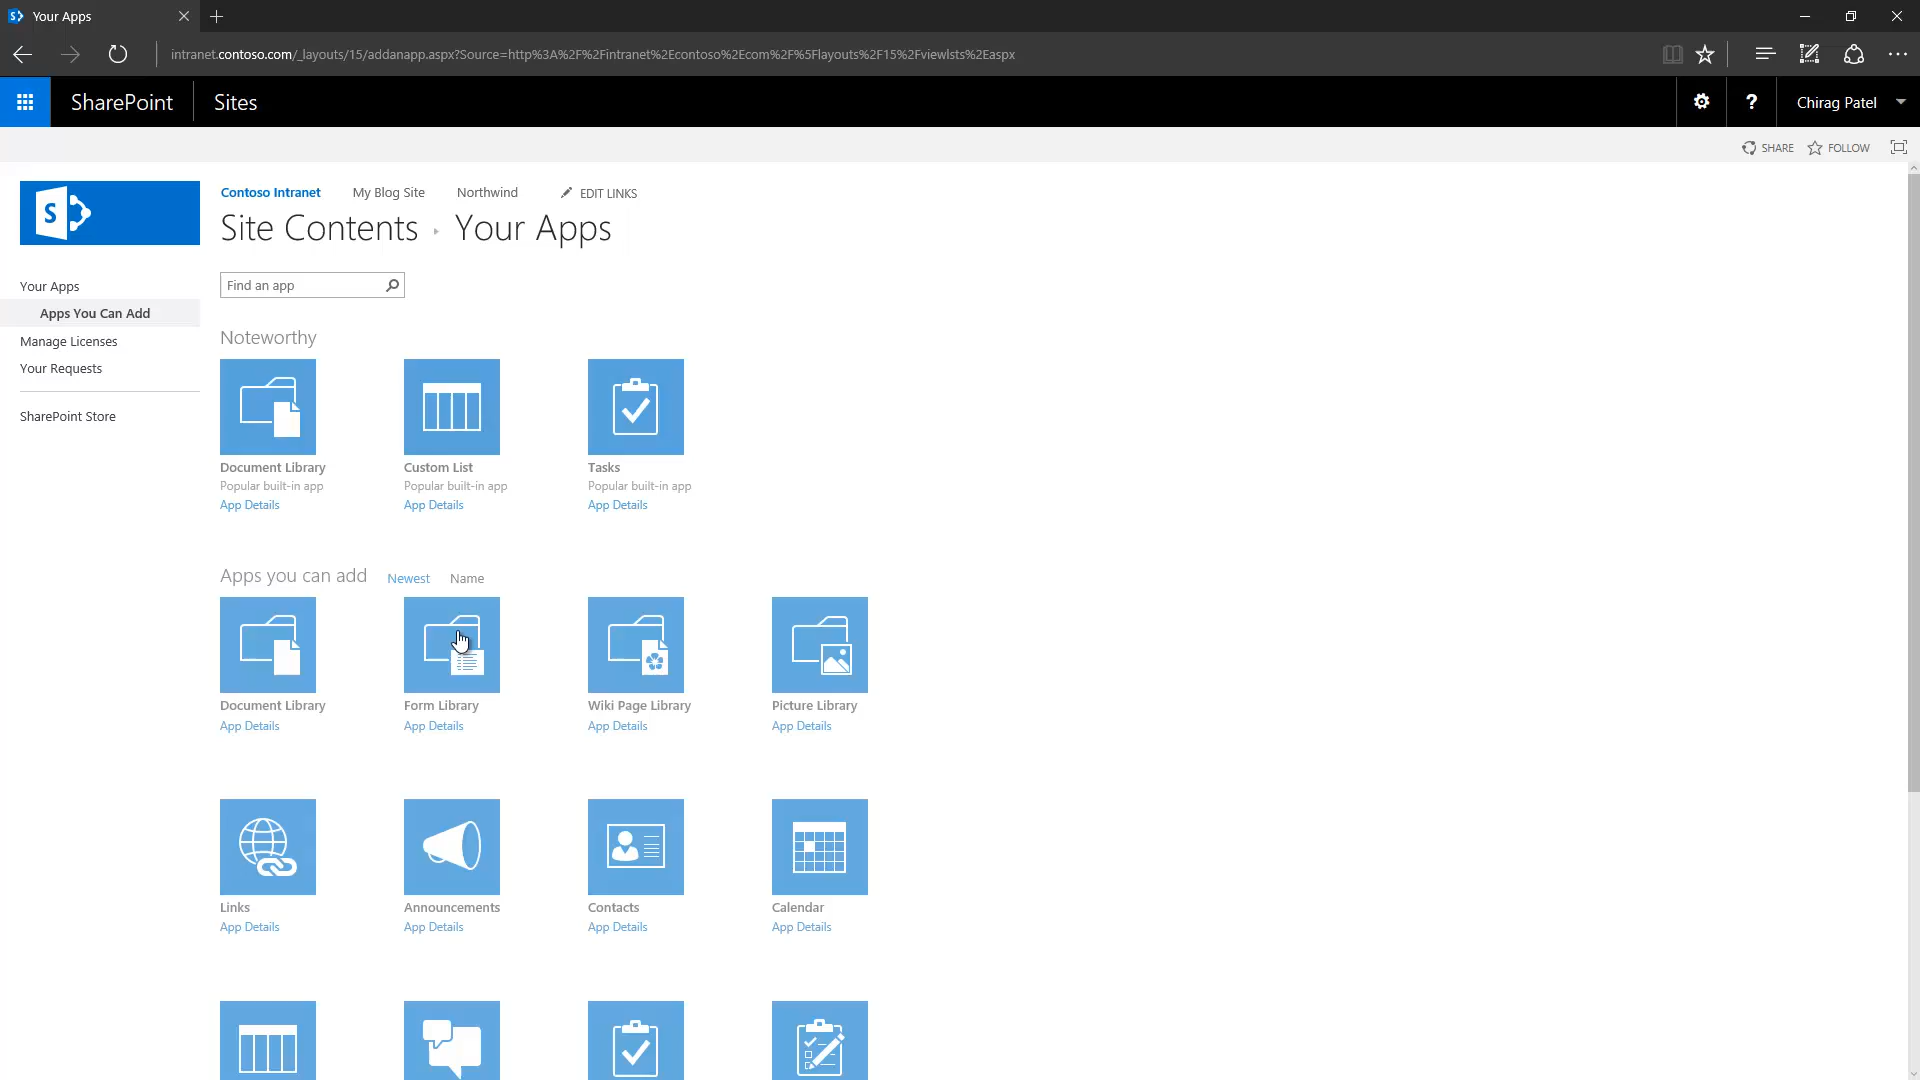 Your Apps
intranet.contoso.com/_layouts/15/addanapp.aspx?Source=http%3A%2F%2Fintranet%2Econtoso%2Ecom%2F%5Flayouts%2F15%2Fviewlsts%2Easpx
SharePoint Sites ? Chirag Patel
SHARE FOLLOW
S
Contoso Intranet My Blog Site Northwind EDIT LINKS
Site Contents Your Apps
Your Apps
Apps You Can Add
Manage Licenses
Your Requests
SharePoint Store
Find an app
Noteworthy
Document Library Custom List Tasks
Popular built-in app Popular built-in app Popular built-in app
App Details App Details App Details
Apps you can add Newest Name
Document Library Form Library Wiki Page Library Picture Library
App Details App Details App Details App Details
Links Announcements Contacts Calendar
App Details App Details App Details App Details